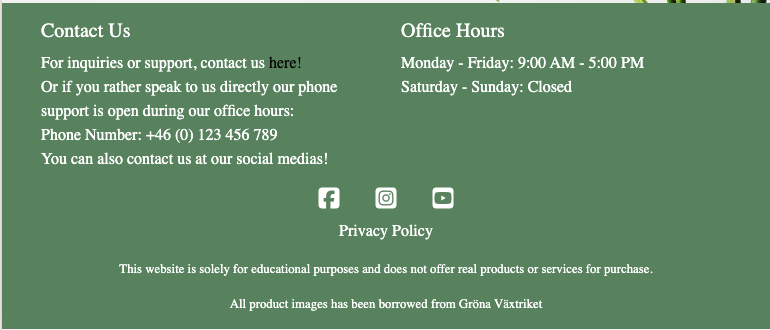 Contact Us
For inquiries or support, contact us here!
Or if you rather speak to us directly our phone
support is open during our office hours:
Phone Number: +46 (0) 123 456 789
You can also contact us at our social medias!
Office Hours
Monday - Friday: 9:00 AM - 5:00 PM
Saturday - Sunday: Closed
Privacy Policy
This website is solely for educational purposes and does not offer real products or services for purchase.
All product images has been borrowed from Gröna Växtriket